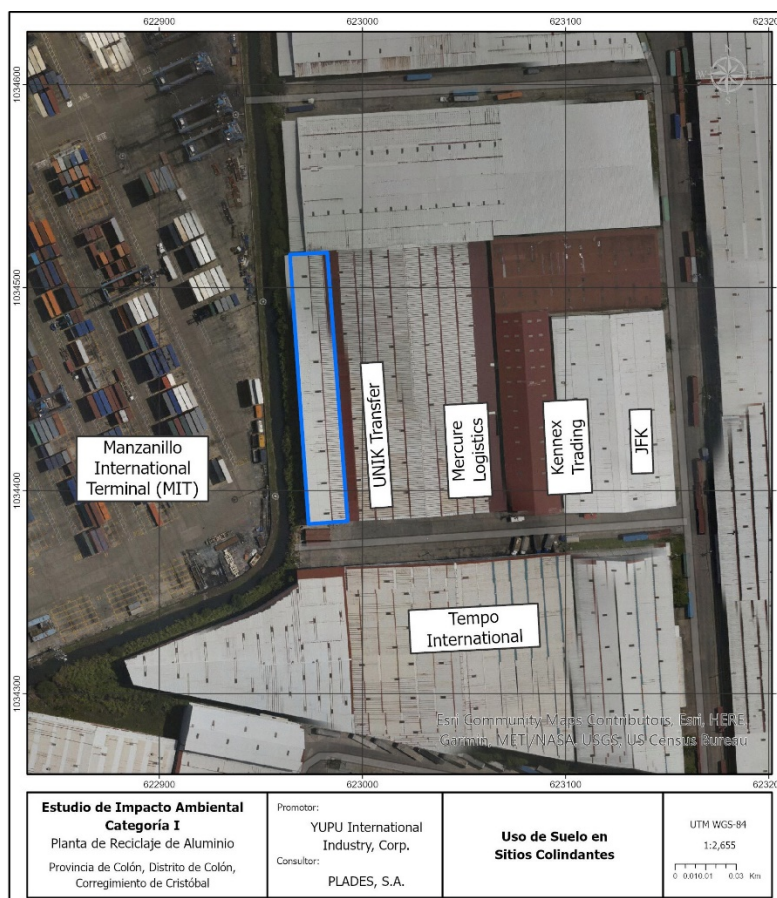 622900
623000
623100
623200
1034600
1034500
1034400
1034300
Manzanillo
International
Terminal (MIT)
UNIK Transfer
Mercure
Logistics
Kennex
Trading
JFK
Tempo
International
Esri Community Maps Contributors, Esri, HERE,
Garmin, METI/NASA, USGS, US Census Bureau
622900
623000
623100
623200
Estudio de Impacto Ambiental
Categoría I
Planta de Reciclaje de Aluminio
Provincia de Colón, Distrito de Colón,
Corregimiento de Cristóbal
Promotor:
YUPU International
Industry, Corp.
Consultor:
PLADES, S.A.
Uso de Suelo en
Sitios Colindantes
UTM WGS-84
1:2,655
0 0.010.01 0.03 Km